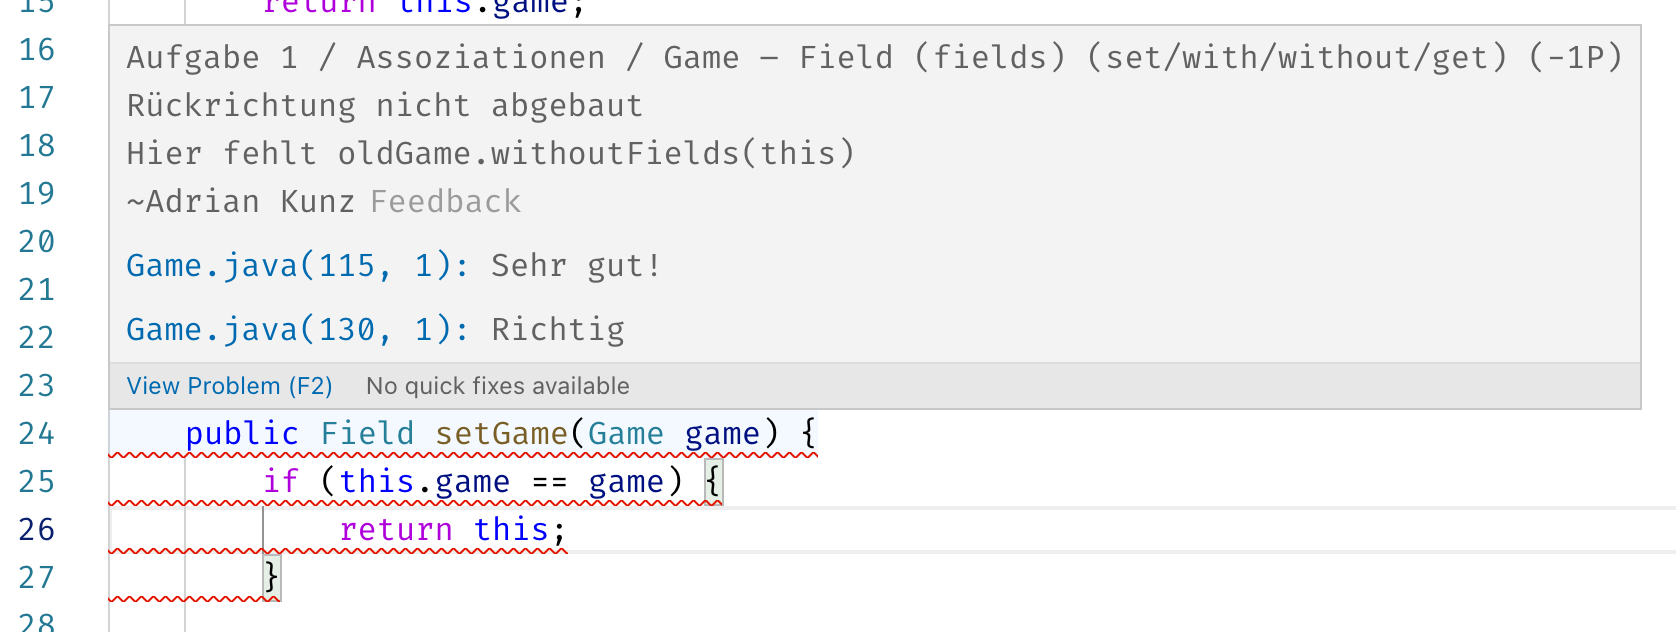 15 return this.game;
16 Aufgabe 1 / Assoziationen / Game – Field (fields) (set/with/without/get) (-1P)
17 Rückrichtung nicht abgebaut
18 Hier fehlt oldGame.withoutFields(this)
19 ~Adrian Kunz Feedback
20 Game.java(115, 1): Sehr gut!
21
22 Game.java(130, 1): Richtig
23 View Problem (F2) No quick fixes available
24 public Field setGame(Game game) {
25 if (this.game == game) {
26 return this;
27 }
28